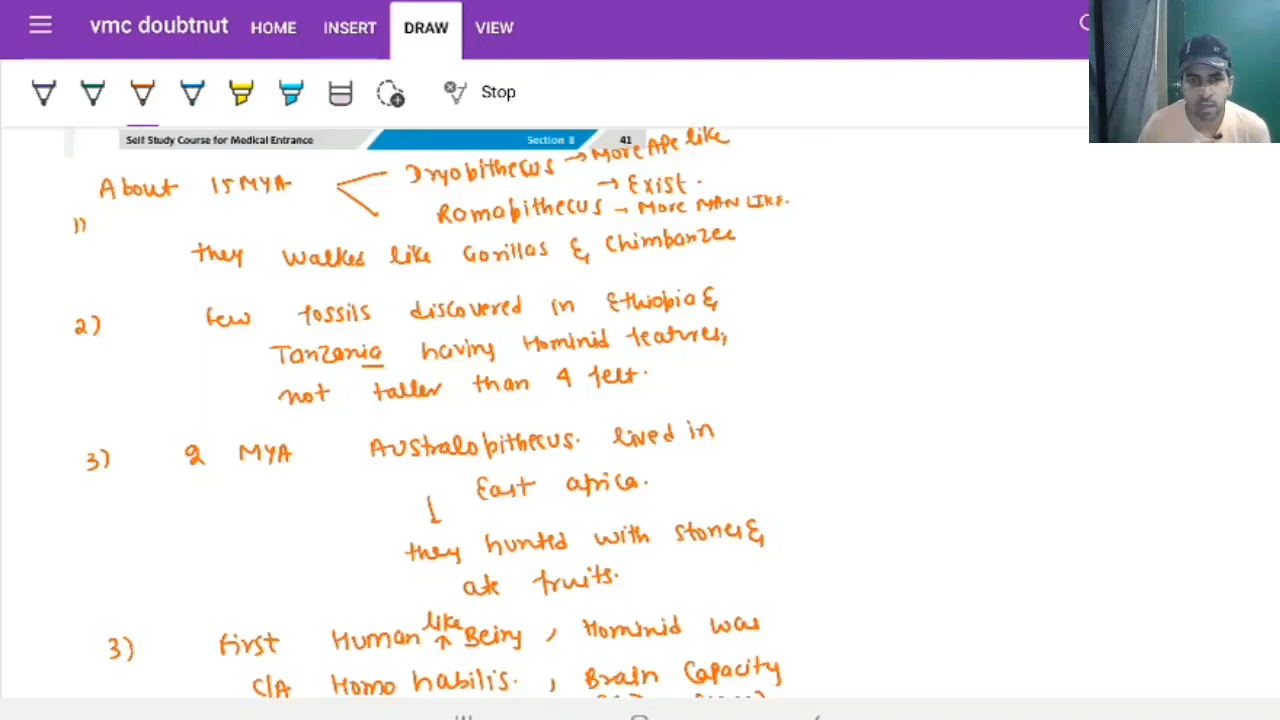 vmc doubtnut HOME INSERT DRAW VIEW
Stop
Self Study Course for Medical Entrance Section 8 41
About 15 MYA Dryopithecus → More APe like
→ Exist.
1) Ramapithecus → More MAN LIKe.
they walked like Gorillas & Chimpanzee
2) Few fossils discovered in Ethiopia &
Tanzania having Hominid features,
not taller than 4 feet.
3) 2 MYA Australopithecus. lived in
East africa.
they hunted with stones &
ate fruits.
3) First Human like Being, Hominid was
C/A Homo habilis., Brain Capacity